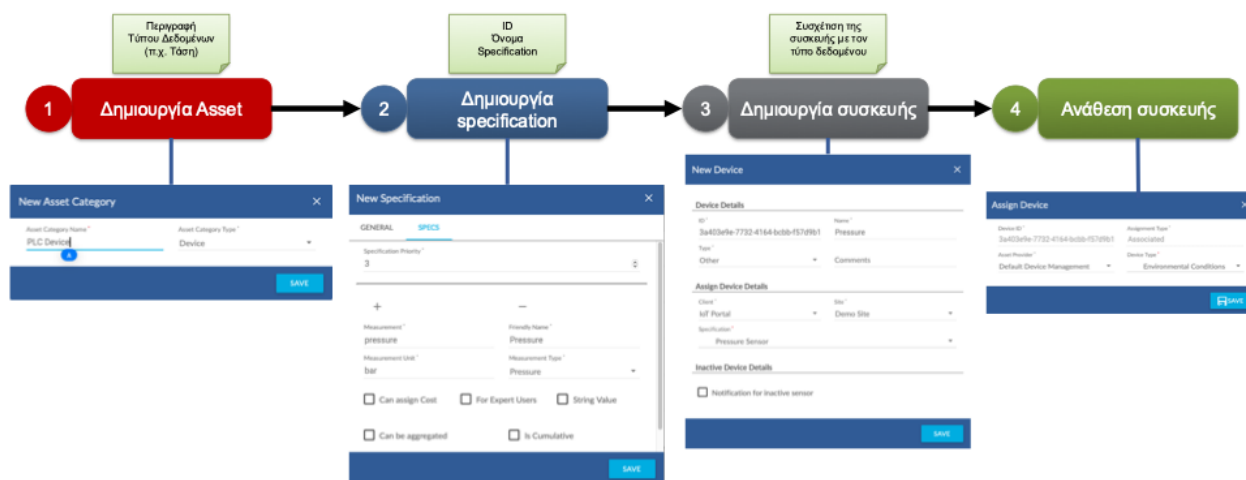 Περιγραφή
Τύπου Δεδομένων
(π.χ. Τάση)
ID
Όνομα
Specification
Συσχέτιση της
συσκευής με τον
τύπο δεδομένου
1
Δημιουργία Asset
2
Δημιουργία
specification
3
Δημιουργία συσκευής
4
Ανάθεση συσκευής
New Asset Category
Asset Category Name *
Asset Category Type *
PLC Device
Device
SAVE
New Specification
GENERAL
SPECS
Specification Priority *
3
+
−
Measurement *
Friendly Name *
pressure
Pressure
Measurement Unit *
Measurement Type *
bar
Pressure
Can assign Cost
For Expert Users
String Value
Can be aggregated
Is Cumulative
SAVE
New Device
Device Details
ID *
Name *
3a403e9e-7732-4164-bcbb-f57d9b1
Pressure
Type *
Other
Comments
Assign Device Details
Client *
Site *
IoT Portal
Demo Site
Specification *
Pressure Sensor
Inactive Device Details
Notification for inactive sensor
SAVE
Assign Device
Device ID *
Assignment Type *
3a403e9e-7732-4164-bcbb-f57d9b1
Associated
Asset Provider *
Device Type *
Default Device Management
Environmental Conditions
SAVE